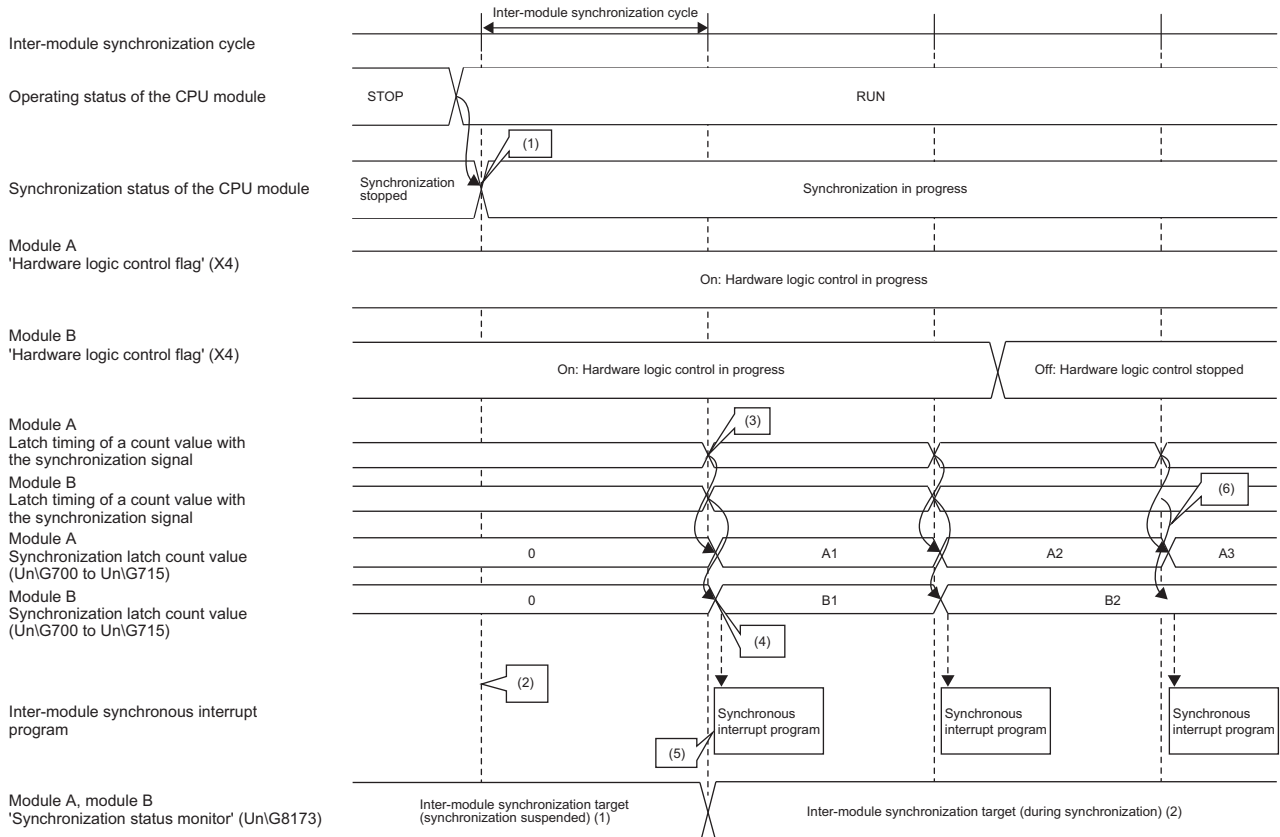 Inter-module synchronization cycle
Inter-module synchronization cycle
Operating status of the CPU module
STOP
RUN
(1)
Synchronization status of the CPU module
Synchronization
stopped
Synchronization in progress
Module A
'Hardware logic control flag' (X4)
On: Hardware logic control in progress
Module B
'Hardware logic control flag' (X4)
On: Hardware logic control in progress
Off: Hardware logic control stopped
Module A
Latch timing of a count value with
the synchronization signal
(3)
Module B
Latch timing of a count value with
the synchronization signal
(6)
Module A
Synchronization latch count value
(Un\G700 to Un\G715)
0
A1
A2
A3
Module B
Synchronization latch count value
(Un\G700 to Un\G715)
0
B1
B2
(4)
(2)
Inter-module synchronous interrupt
program
(5)
Synchronous
interrupt program
Synchronous
interrupt program
Synchronous
interrupt program
Module A, module B
'Synchronization status monitor' (Un\G8173)
Inter-module synchronization target
(synchronization suspended) (1)
Inter-module synchronization target (during synchronization) (2)